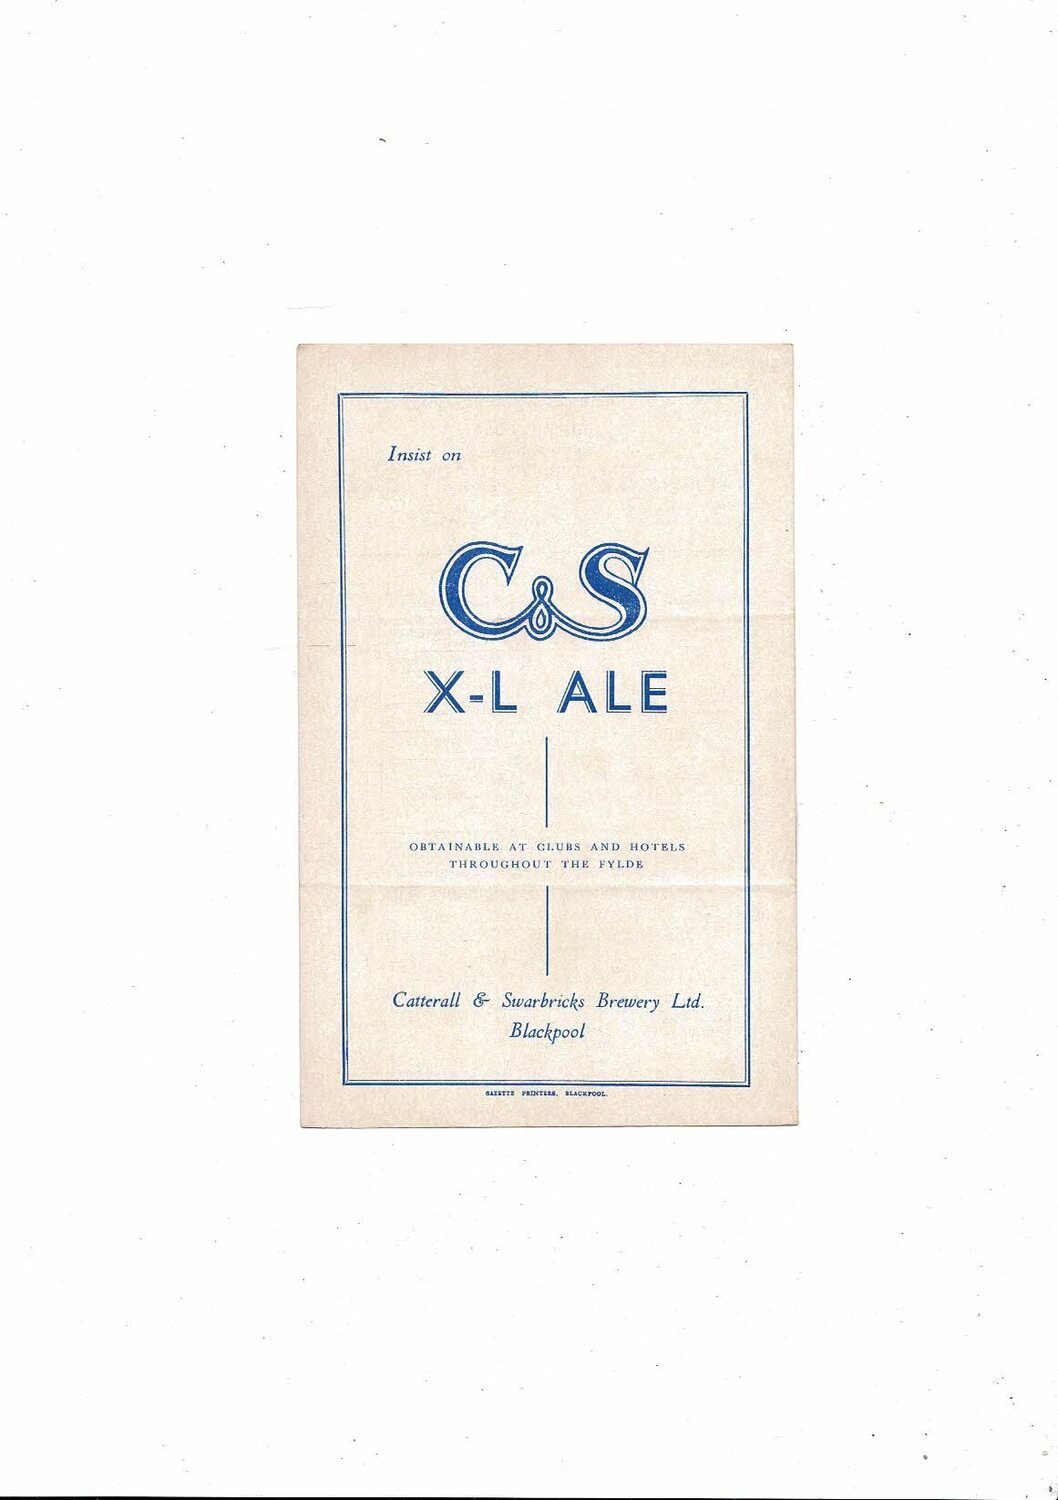 Insist on
C&S
X-L ALE
OBTAINABLE AT CLUBS AND HOTELS
THROUGHOUT THE FYLDE
Catterall & Swarbricks Brewery Ltd.
Blackpool
GAZETTE PRINTERS, BLACKPOOL.